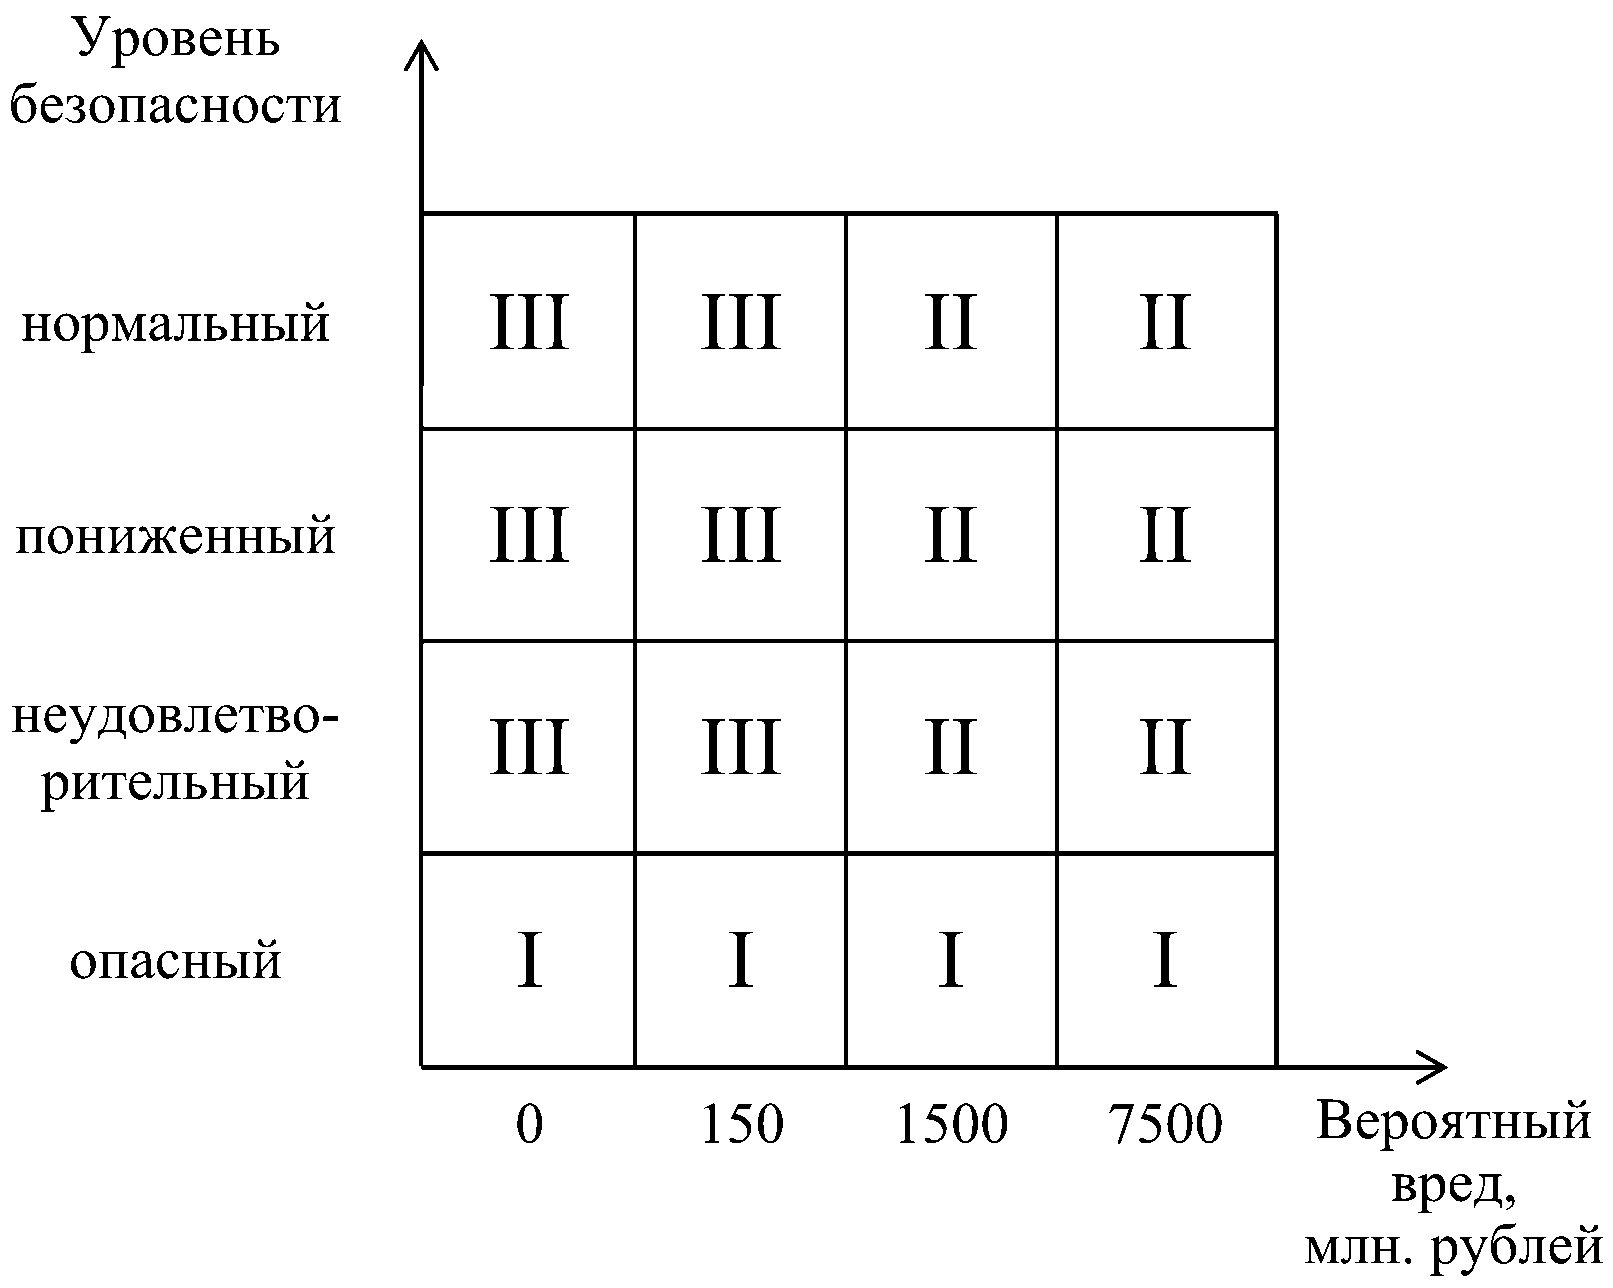 Уровень
безопасности
нормальный III III II II
пониженный III III II II
неудовлетво-
рительный III III II II
опасный I I I I
0 150 1500 7500 Вероятный
вред,
млн. рублей